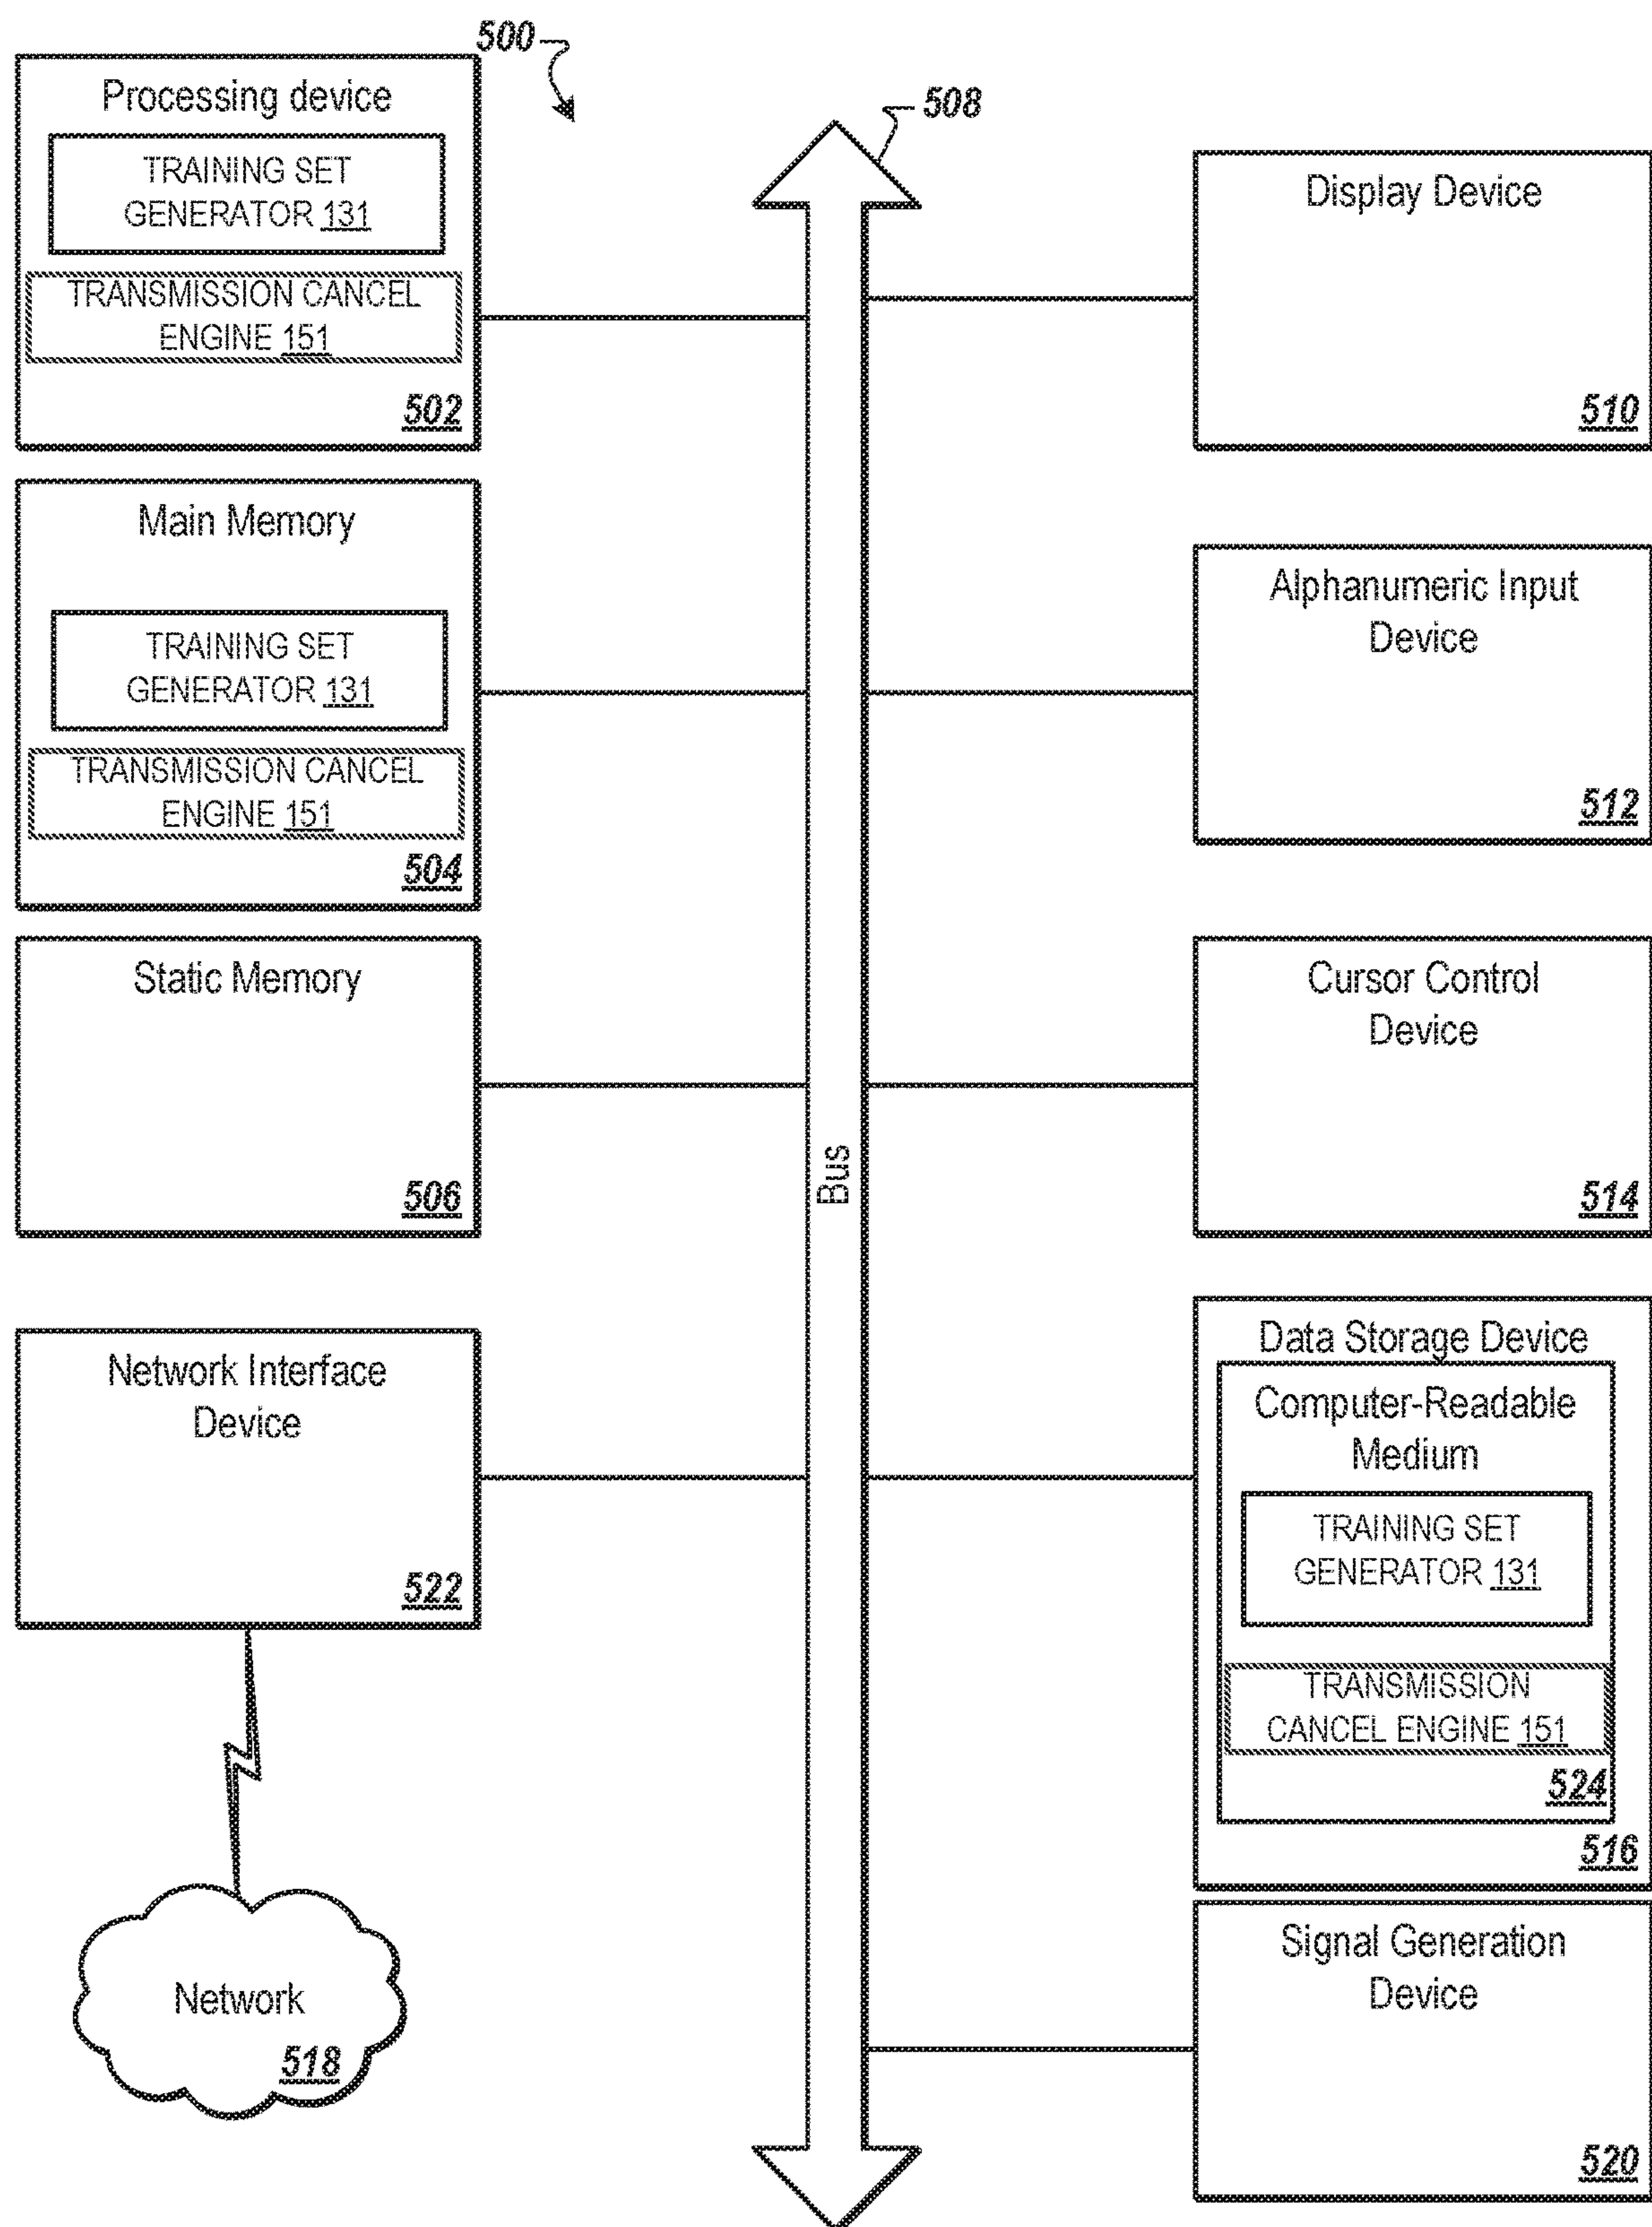 500
508
Processing device
TRAINING SET
GENERATOR 131
TRANSMISSION CANCEL
ENGINE 151
502
Main Memory
TRAINING SET
GENERATOR 131
TRANSMISSION CANCEL
ENGINE 151
504
Static Memory
506
Network Interface
Device
522
Network
518
Bus
Display Device
510
Alphanumeric Input
Device
512
Cursor Control
Device
514
Data Storage Device
Computer-Readable
Medium
TRAINING SET
GENERATOR 131
TRANSMISSION
CANCEL ENGINE 151
524
516
Signal Generation
Device
520